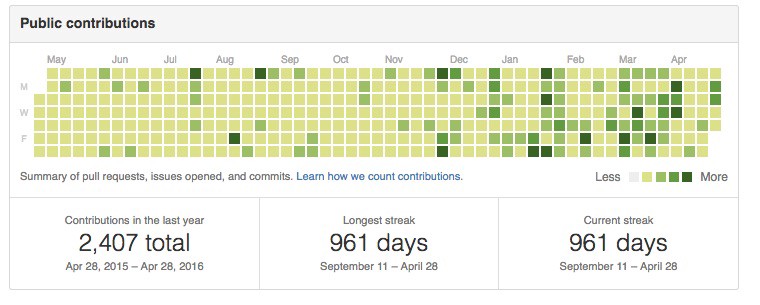 Public contributions
May Jun Jul Aug Sep Oct Nov Dec Jan Feb Mar Apr
M
W
F
Summary of pull requests, issues opened, and commits. Learn how we count contributions.
Less More
Contributions in the last year
2,407 total
Apr 28, 2015 – Apr 28, 2016
Longest streak
961 days
September 11 – April 28
Current streak
961 days
September 11 – April 28